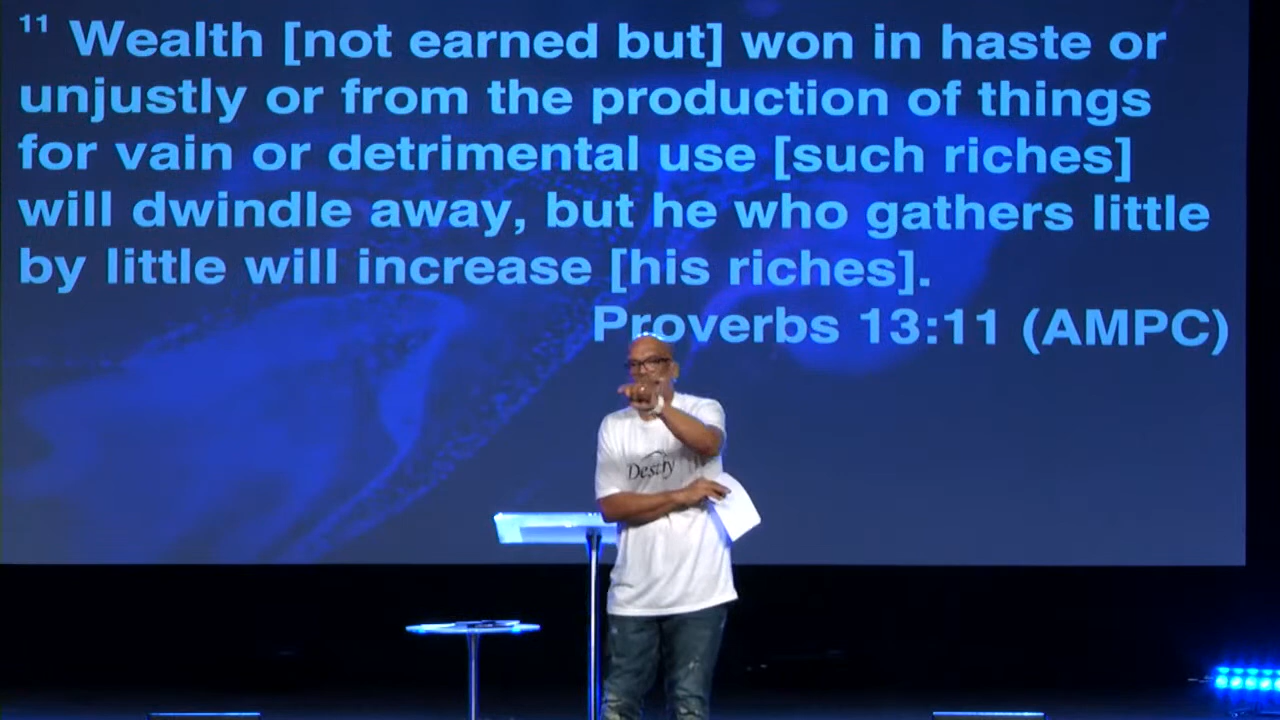 11 Wealth [not earned but] won in haste or
unjustly or from the production of things
for vain or detrimental use [such riches]
will dwindle away, but he who gathers little
by little will increase [his riches].
Proverbs 13:11 (AMPC)